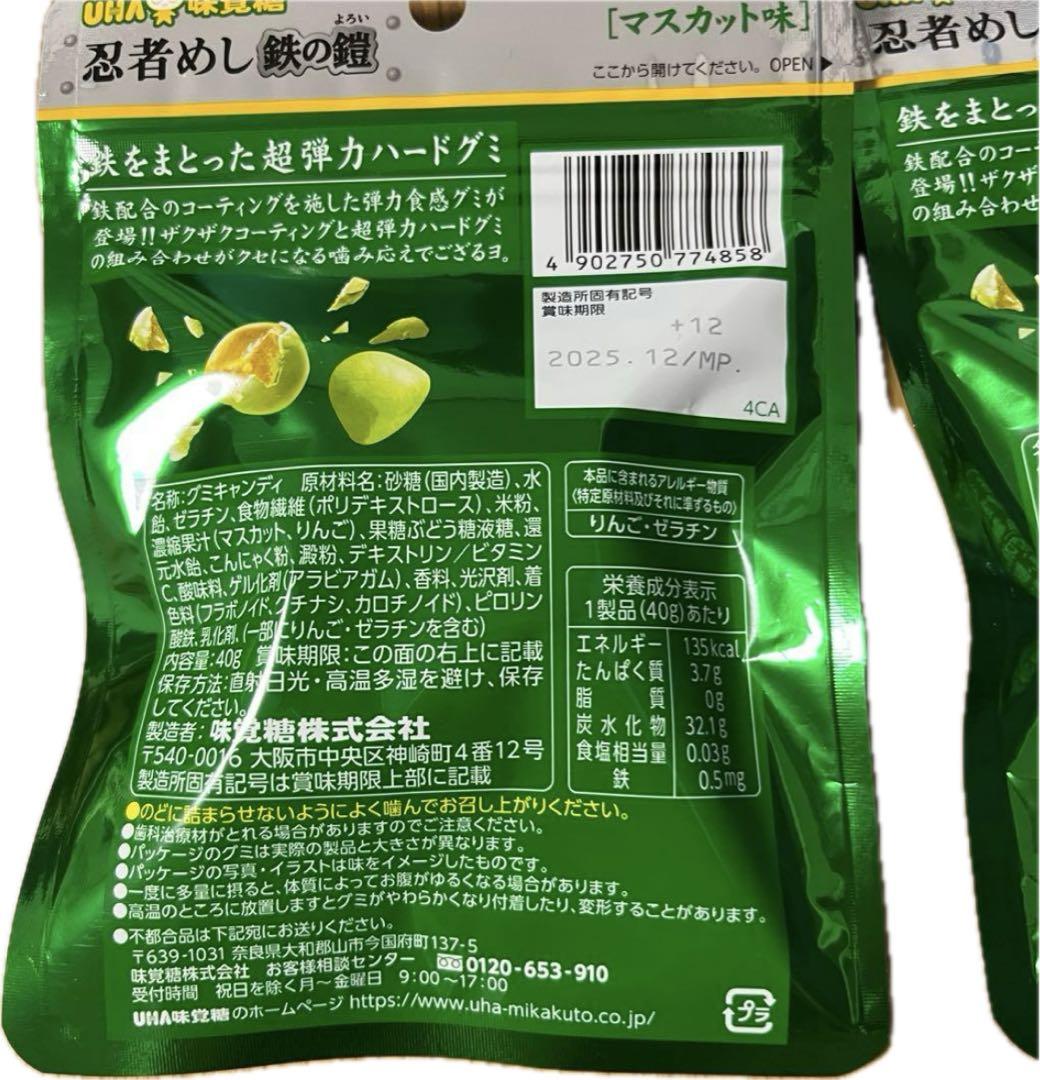 UHA味覚糖
忍者めし 鉄の鎧
よろい
[マスカット味]
ここから開けてください。OPEN▶
鉄をまとった超弾力ハードグミ
鉄配合のコーティングを施した弾力食感グミが
登場!!ザクザクコーティングと超弾力ハードグミ
の組み合わせがクセになる噛み応えでござるヨ。
4 902750 774858
製造所固有記号
賞味期限
+12
2025.12/MP.
4CA
名称:グミキャンディ 原材料名:砂糖(国内製造)、水
飴、ゼラチン、食物繊維(ポリデキストロース)、米粉、
濃縮果汁(マスカット、りんご)、果糖ぶどう糖液糖、還
元水飴、こんにゃく粉、澱粉、デキストリン/ビタミン
C、酸味料、ゲル化剤(アラビアガム)、香料、光沢剤、着
色料(フラボノイド、クチナシ、カロチノイド)、ピロリン
酸鉄、乳化剤、(一部にりんご・ゼラチンを含む)
内容量:40g 賞味期限:この面の右上に記載
保存方法:直射日光・高温多湿を避け、保存
してください。
製造者:味覚糖株式会社
〒540-0016 大阪市中央区神崎町4番12号
製造所固有記号は賞味期限上部に記載
本品に含まれるアレルギー物質
〈特定原材料及びそれに準ずるもの〉
りんご・ゼラチン
栄養成分表示
1製品(40g)あたり
エネルギー 135kcal
たんぱく質 3.7g
脂質 0g
炭水化物 32.1g
食塩相当量 0.03g
鉄 0.5mg
●のどに詰まらせないようによく噛んでお召し上がりください。
●歯科治療材がとれる場合がありますのでご注意ください。
●パッケージのグミは実際の製品と大きさが異なります。
●パッケージの写真・イラストは味をイメージしたものです。
●一度に多量に摂ると、体質によってお腹がゆるくなる場合があります。
●高温のところに放置しますとグミがやわらかくなり付着したり、変形することがあります。
●不都合品は下記宛にお送りください。
〒639-1031 奈良県大和郡山市今国府町137-5
味覚糖株式会社 お客様相談センター 0120-653-910
受付時間 祝日を除く月〜金曜日 9:00〜17:00
UHA味覚糖のホームページ https://www.uha-mikakuto.co.jp/
プラ
忍者めし
鉄をまとっ
鉄配合のコー
登場!!ザクザ
の組み合わせ